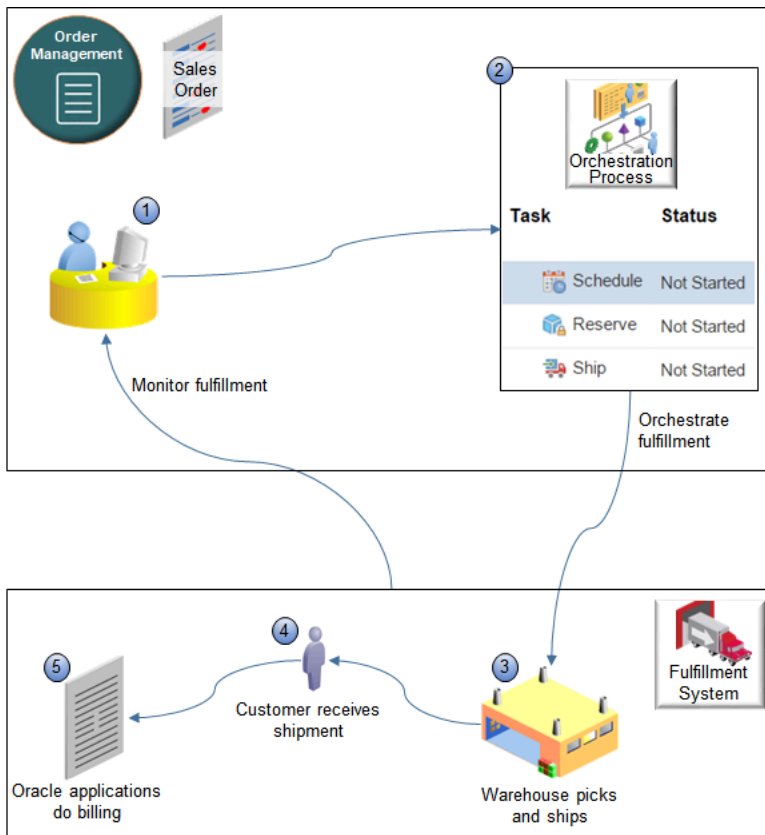 Order
Management
Sales
Order
1
2
Orchestration
Process
Task Status
Schedule Not Started
Reserve Not Started
Ship Not Started
Monitor fulfillment
Orchestrate
fulfillment
Fulfillment
System
3
Warehouse picks
and ships
4
Customer receives
shipment
5
Oracle applications
do billing